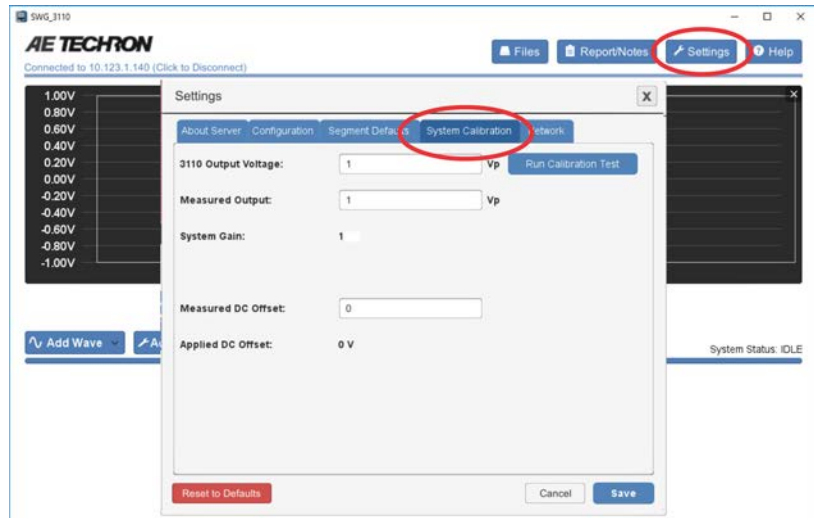 SWG_3110
AE TECHRON
Connected to 10.123.1.140 (Click to Disconnect)
Files
Report/Notes
Settings
Help
1.00V
0.80V
0.60V
0.40V
0.20V
0.00V
-0.20V
-0.40V
-0.60V
-0.80V
-1.00V
Settings
X
About Server Configuration Segment Defaults System Calibration Network
3110 Output Voltage: 1 Vp Run Calibration Test
Measured Output: 1 Vp
System Gain: 1
Measured DC Offset: 0
Applied DC Offset: 0 V
Add Wave
System Status: IDLE
Reset to Defaults
Cancel
Save